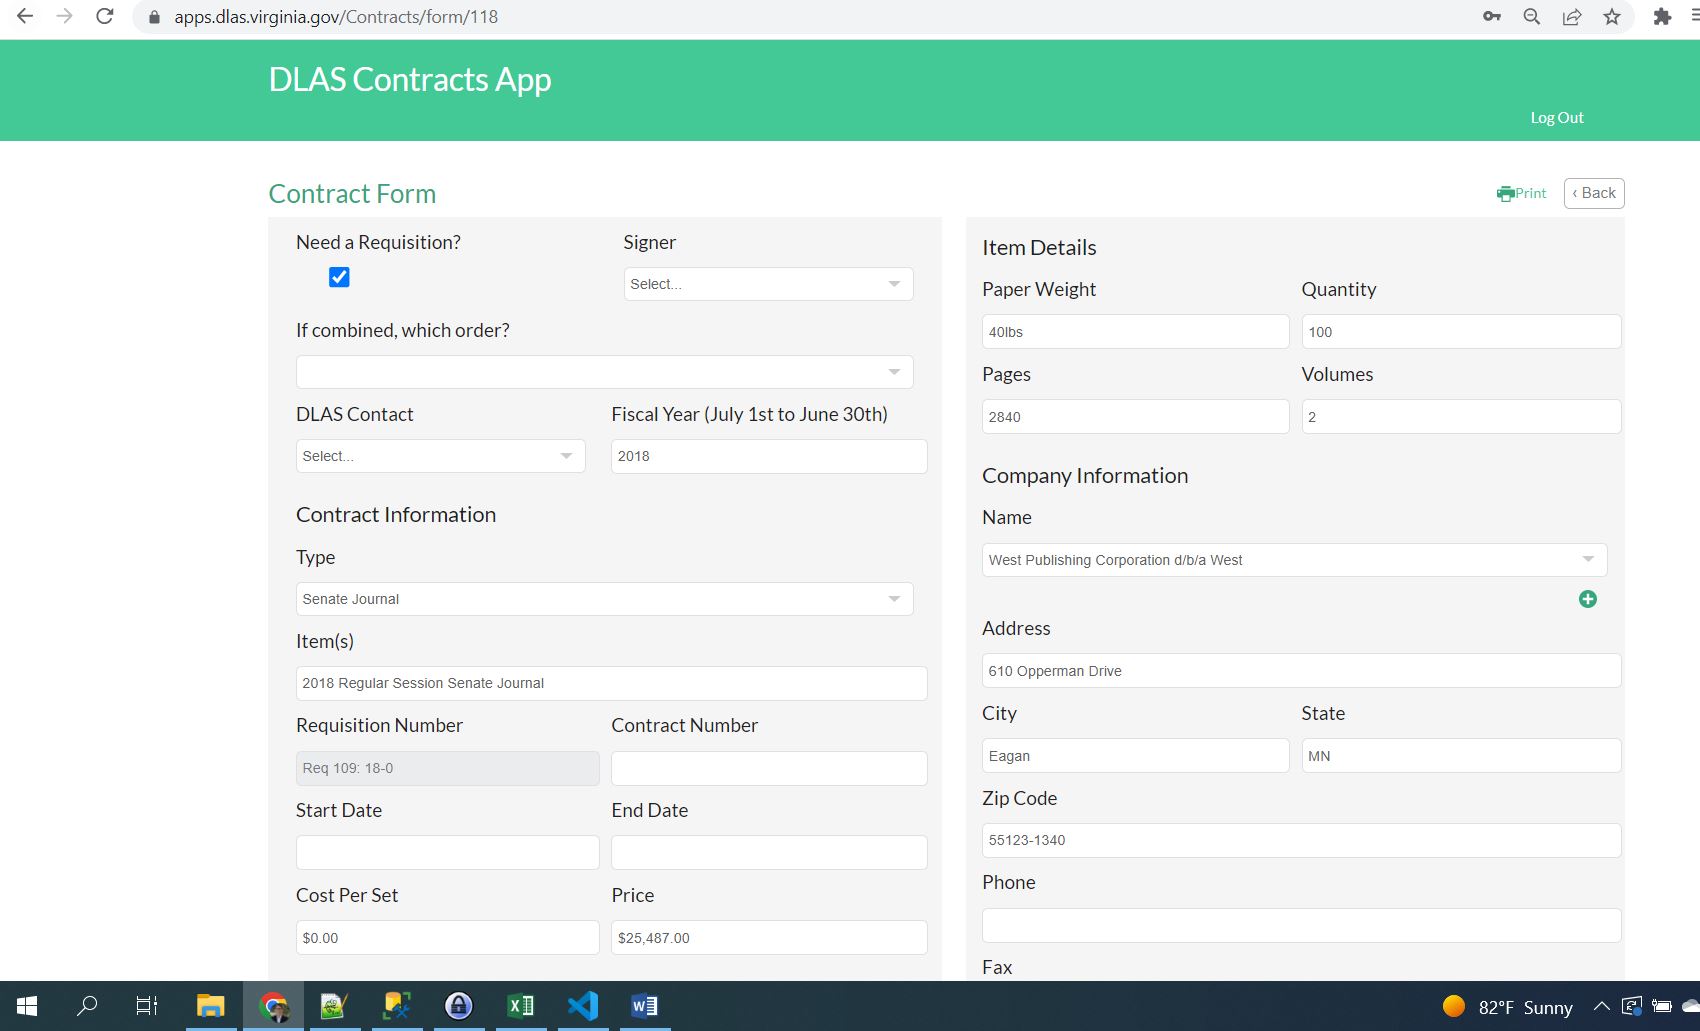 apps.dlas.virginia.gov/Contracts/form/118
DLAS Contracts App
Log Out
Contract Form
Print
‹ Back
Need a Requisition?
Signer
Select...
If combined, which order?
DLAS Contact
Fiscal Year (July 1st to June 30th)
Select...
2018
Contract Information
Type
Senate Journal
Item(s)
2018 Regular Session Senate Journal
Requisition Number
Contract Number
Req 109: 18-0
Start Date
End Date
Cost Per Set
Price
$0.00
$25,487.00
Item Details
Paper Weight
Quantity
40lbs
100
Pages
Volumes
2840
2
Company Information
Name
West Publishing Corporation d/b/a West
Address
610 Opperman Drive
City
State
Eagan
MN
Zip Code
55123-1340
Phone
Fax
82°F Sunny